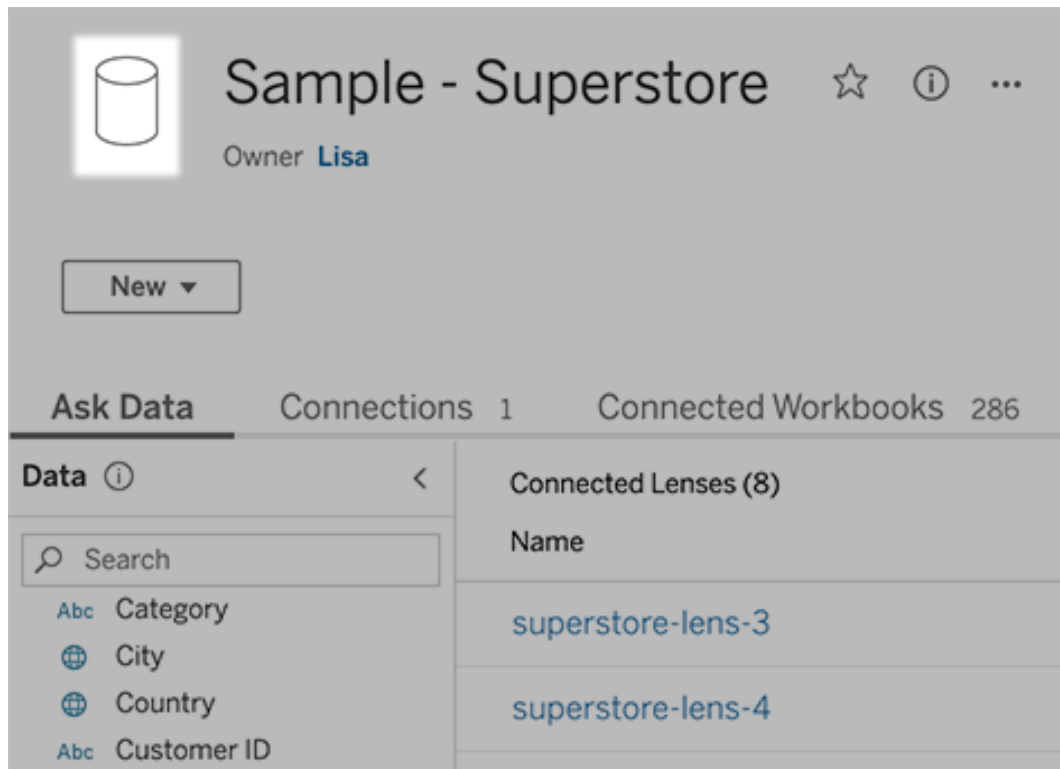 Sample - Superstore
Owner Lisa
New
Ask Data Connections 1 Connected Workbooks 286
Data
Search
Abc Category
City
Country
Abc Customer ID
Connected Lenses (8)
Name
superstore-lens-3
superstore-lens-4